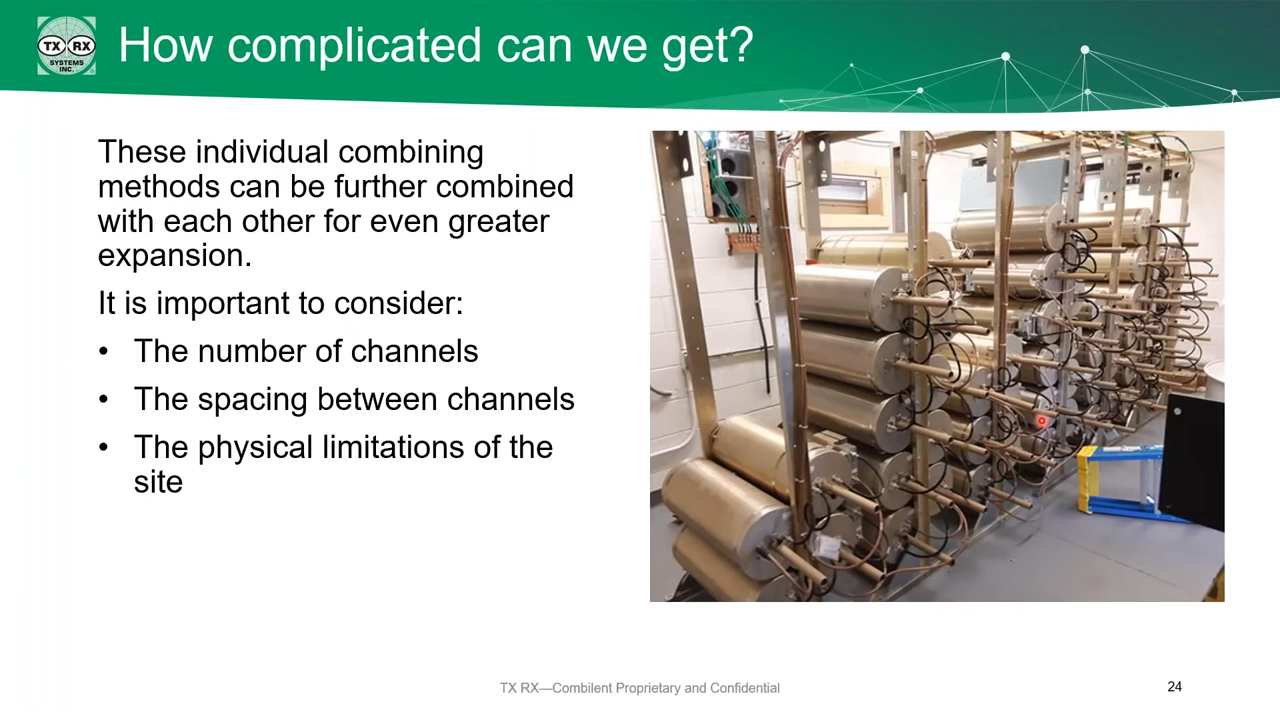 TX RX
SYSTEMS
INC.
How complicated can we get?
These individual combining
methods can be further combined
with each other for even greater
expansion.
It is important to consider:
• The number of channels
• The spacing between channels
• The physical limitations of the
site
TX RX—Combilent Proprietary and Confidential
24